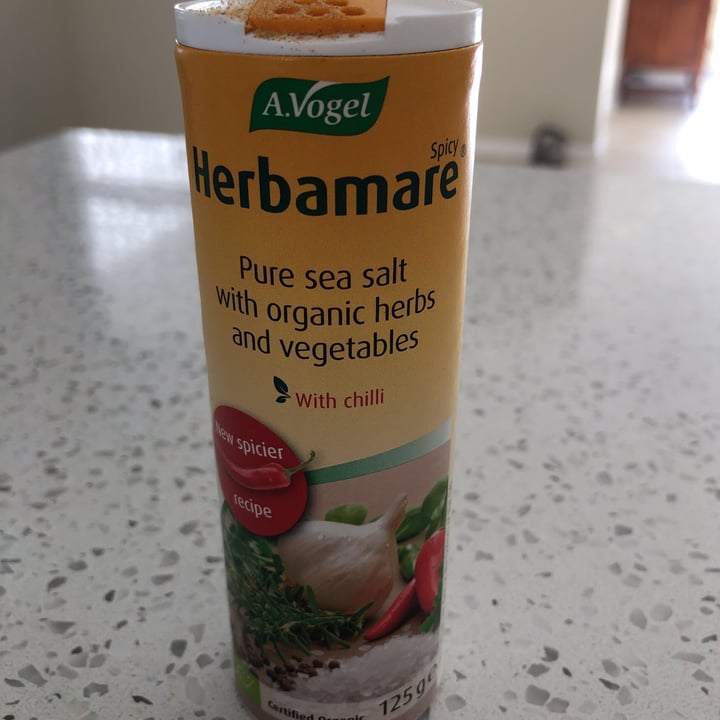 A.Vogel
Spicy
Herbamare®
Pure sea salt
with organic herbs
and vegetables
With chilli
New spicier
recipe
Certified Organic
125g